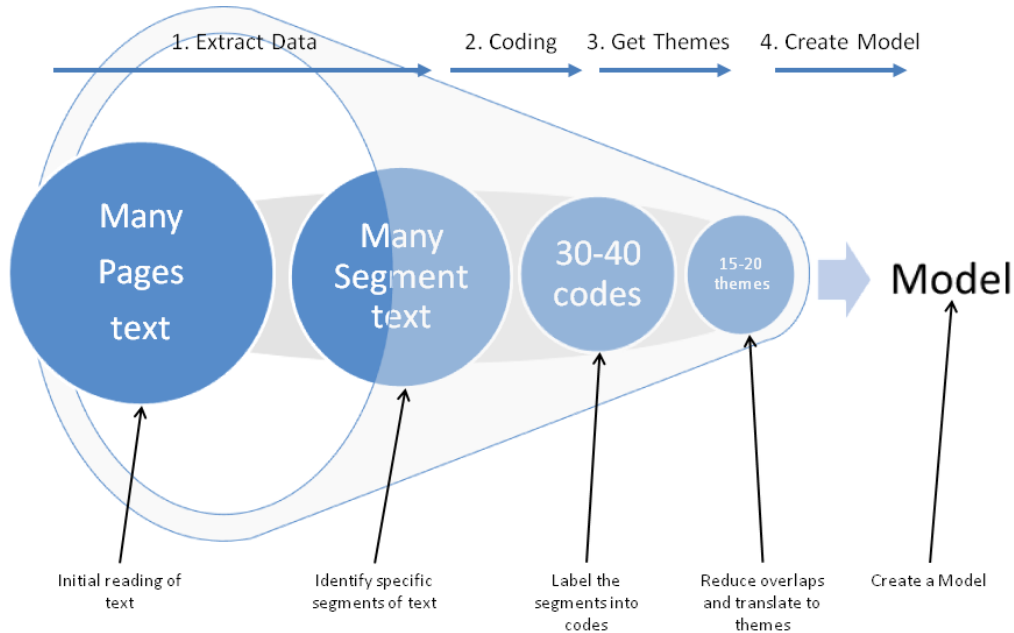 1. Extract Data
2. Coding
3. Get Themes
4. Create Model
Many
Pages
text
Many
Segment
text
30-40
codes
15-20
themes
Model
Initial reading of
text
Identify specific
segments of text
Label the
segments into
codes
Reduce overlaps
and translate to
themes
Create a Model